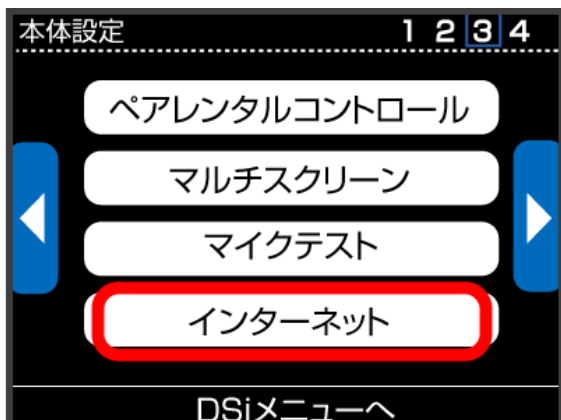 本体設定 1 2 3 4
ペアレンタルコントロール
マルチスクリーン
マイクテスト
インターネット
DSiメニューへ